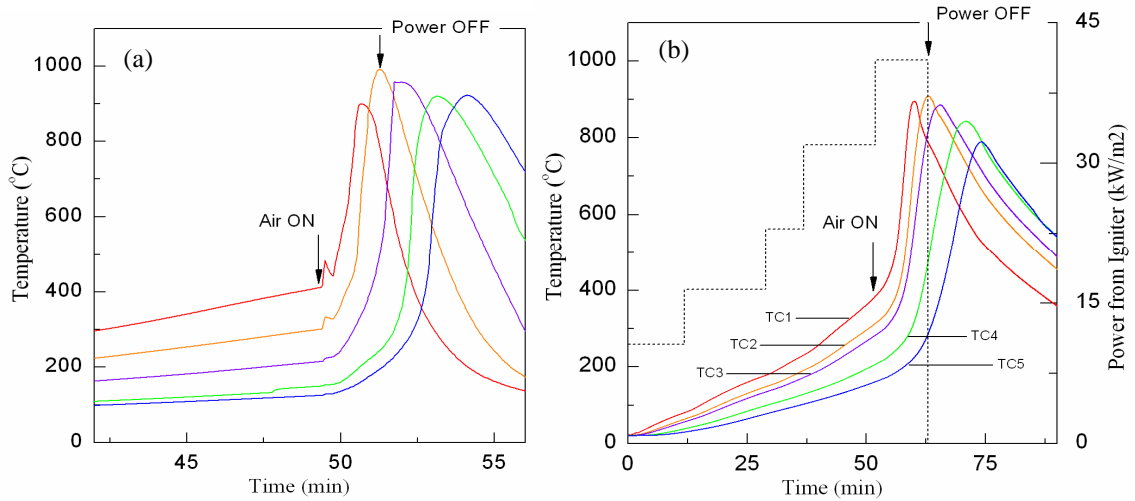 (a)
Power OFF
Air ON
Temperature (°C)
1000
800
600
400
200
0
45
50
55
Time (min)
(b)
Power OFF
Air ON
TC1
TC2
TC3
TC4
TC5
Temperature (°C)
1000
800
600
400
200
0
0
25
50
75
Time (min)
45
30
15
0
Power from Igniter (kW/m2)